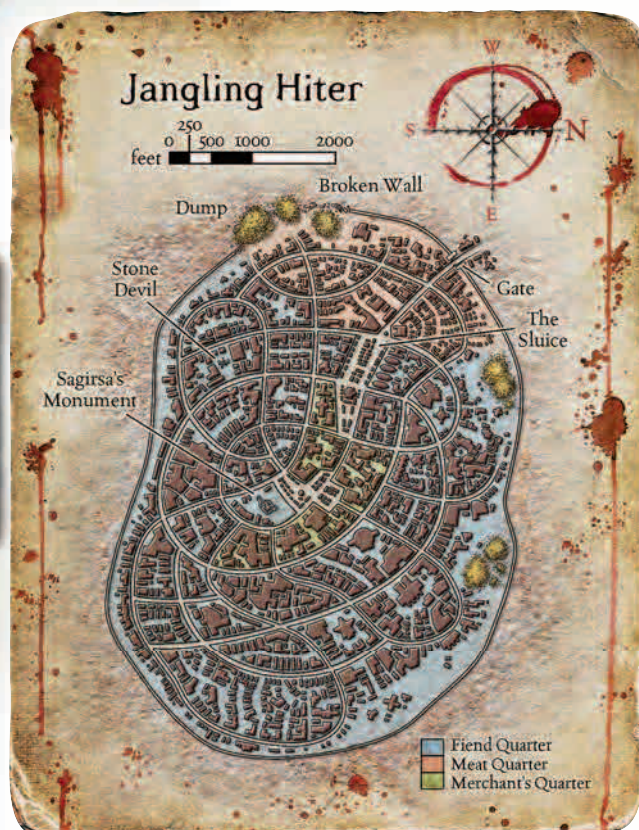 Jangling Hiter
250
0 500 1000 2000
feet
W
S N
E
Broken Wall
Dump
Stone
Devil
Gate
The
Sluice
Sagirsa's
Monument
Fiend Quarter
Meat Quarter
Merchant's Quarter